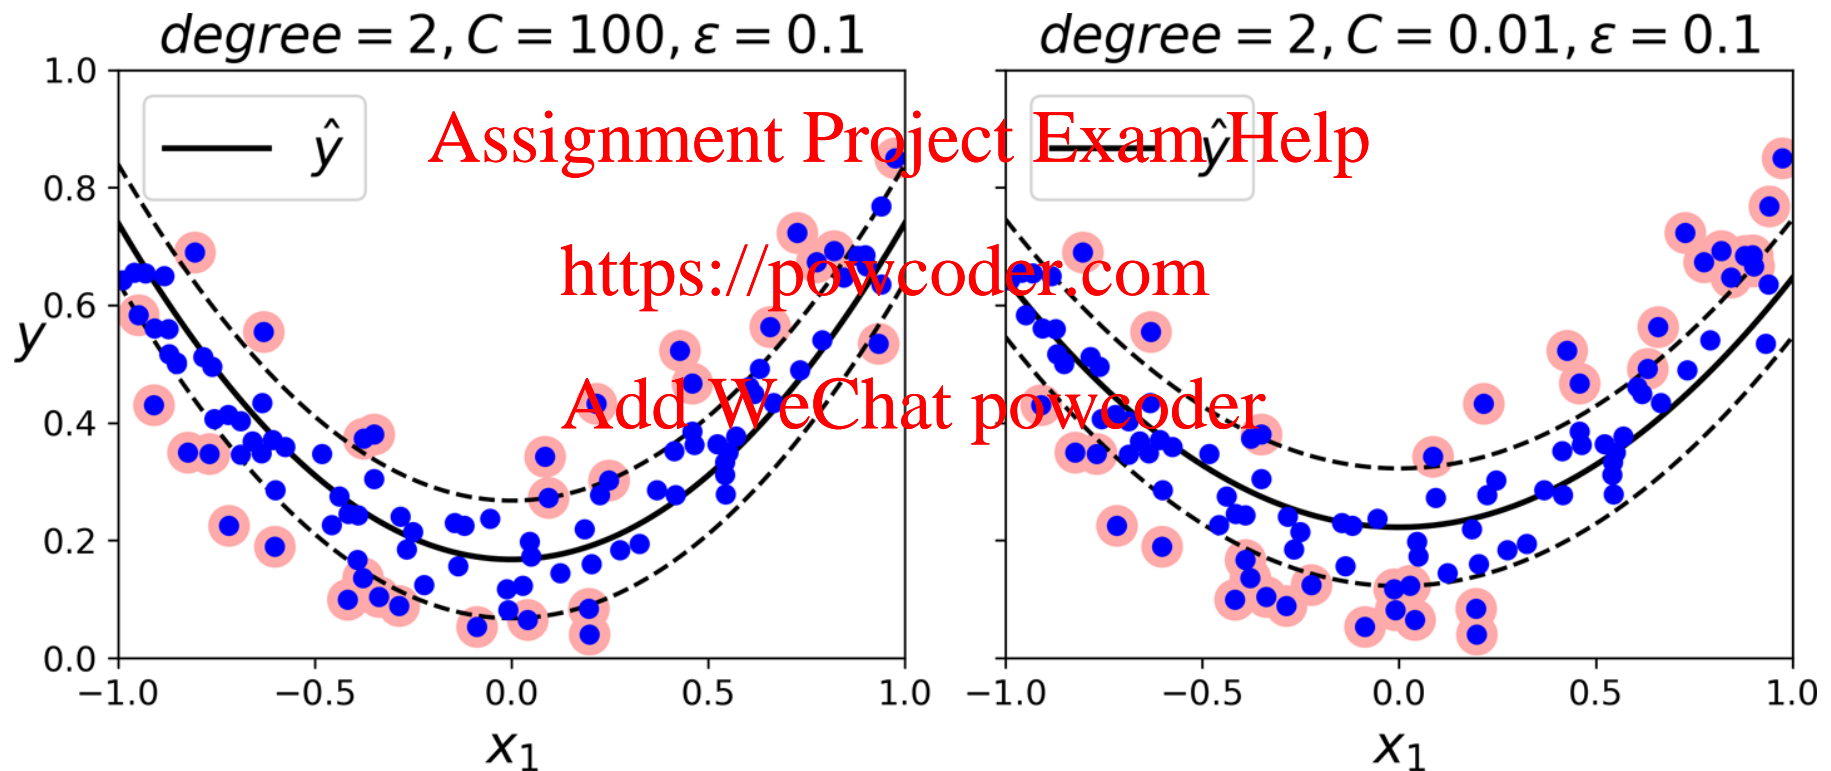 degree = 2, C = 100, ε = 0.1
degree = 2, C = 0.01, ε = 0.1
1.0
0.8
0.6
0.4
0.2
0.0
y
ŷ
ŷ
Assignment Project Exam Help
https://powcoder.com
Add WeChat powcoder
−1.0 −0.5 0.0 0.5 1.0
−1.0 −0.5 0.0 0.5 1.0
x₁
x₁